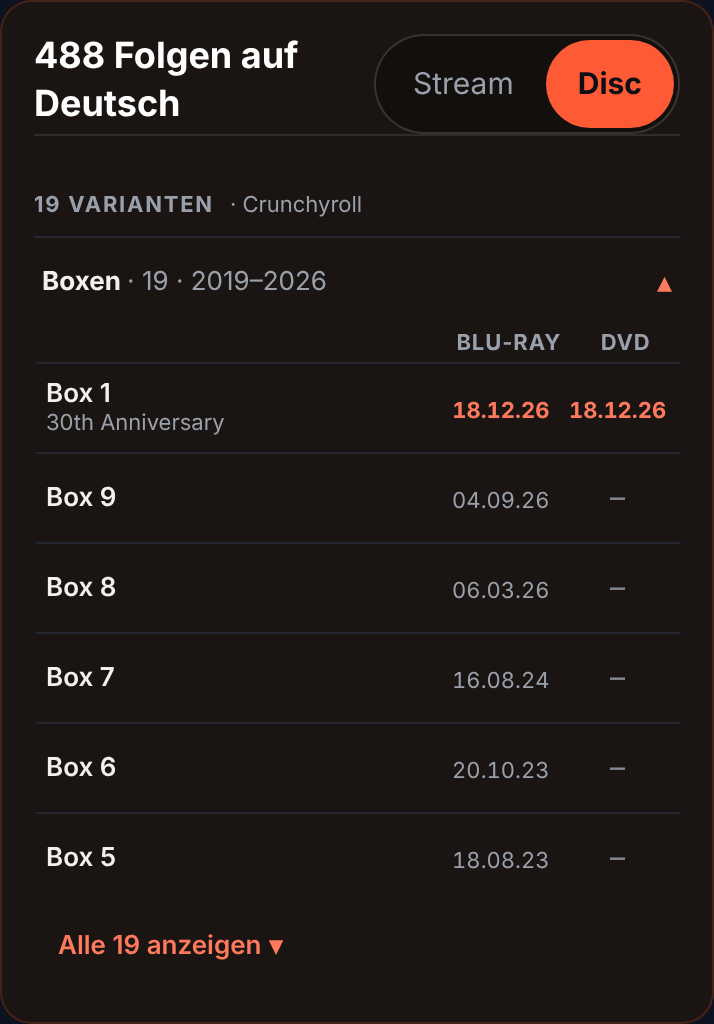 488 Folgen auf
Deutsch
Stream Disc
19 VARIANTEN · Crunchyroll
Boxen · 19 · 2019–2026 ▲
BLU-RAY DVD
Box 1
30th Anniversary
18.12.26 18.12.26
Box 9 04.09.26 –
Box 8 06.03.26 –
Box 7 16.08.24 –
Box 6 20.10.23 –
Box 5 18.08.23 –
Alle 19 anzeigen ▼